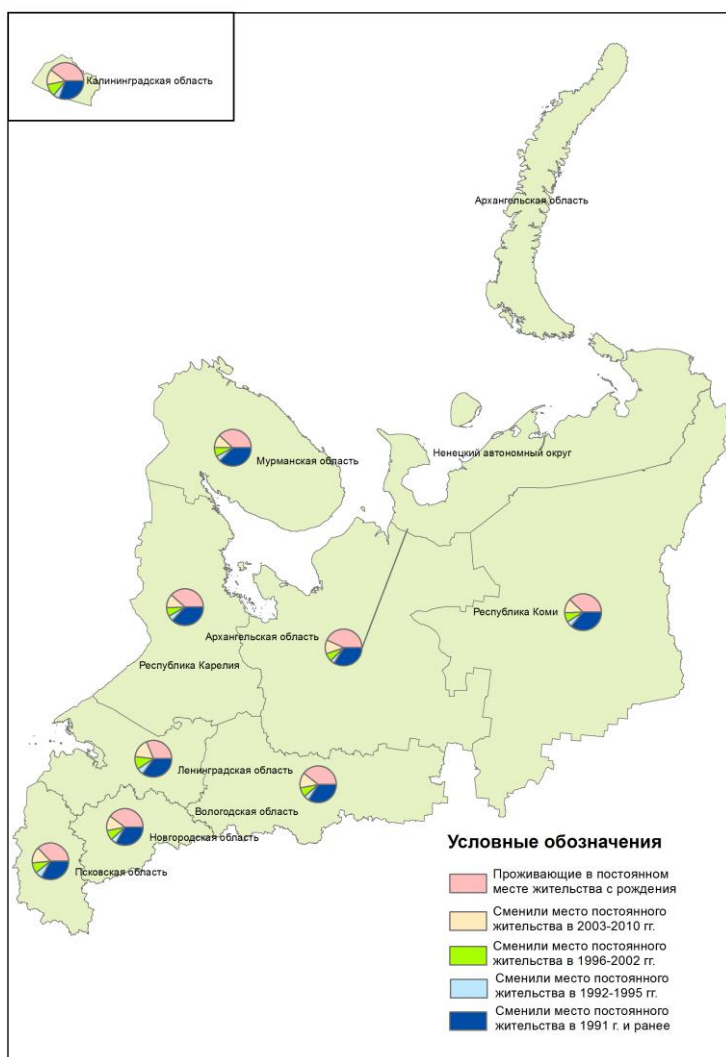 Калининградская область
Архангельская область
Ненецкий автономный округ
Мурманская область
Республика Коми
Архангельская область
Республика Карелия
Ленинградская область
Вологодская область
Новгородская область
Псковская область
Условные обозначения
Проживающие в постоянном
месте жительства с рождения
Сменили место постоянного
жительства в 2003-2010 гг.
Сменили место постоянного
жительства в 1996-2002 гг.
Сменили место постоянного
жительства в 1992-1995 гг.
Сменили место постоянного
жительства в 1991 г. и ранее